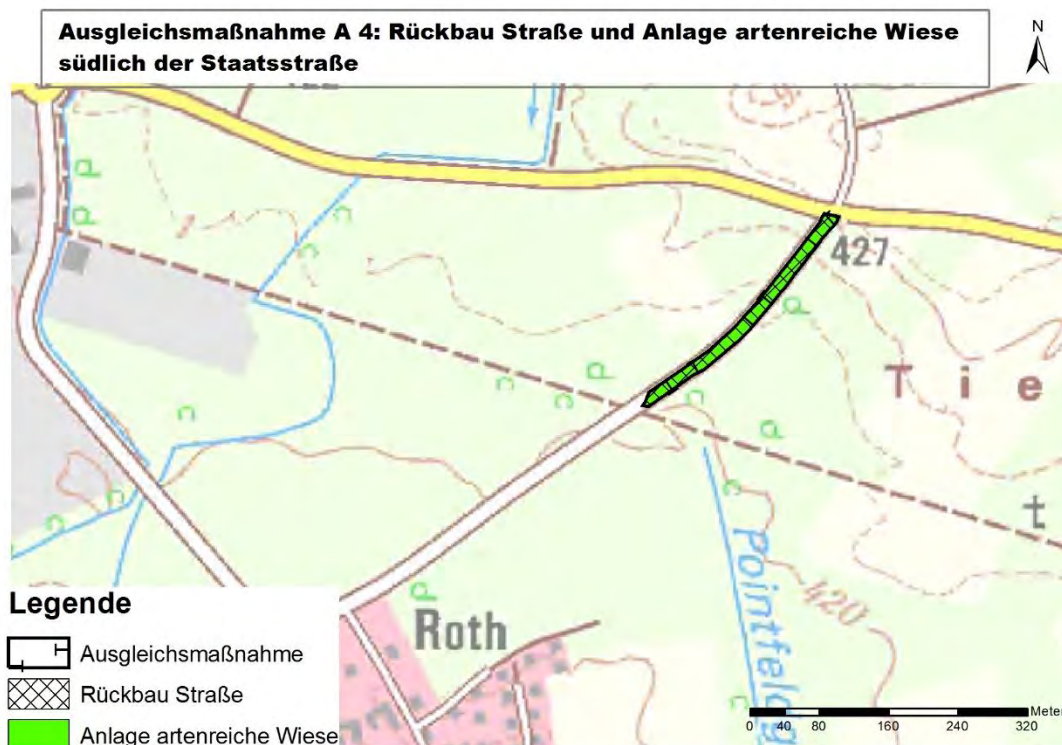 Ausgleichsmaßnahme A 4: Rückbau Straße und Anlage artenreiche Wiese
südlich der Staatsstraße
N
427
T i e
t
Pointfeldg
420
Roth
Legende
Ausgleichsmaßnahme
Rückbau Straße
Anlage artenreiche Wiese
Meter
0 40 80 160 240 320